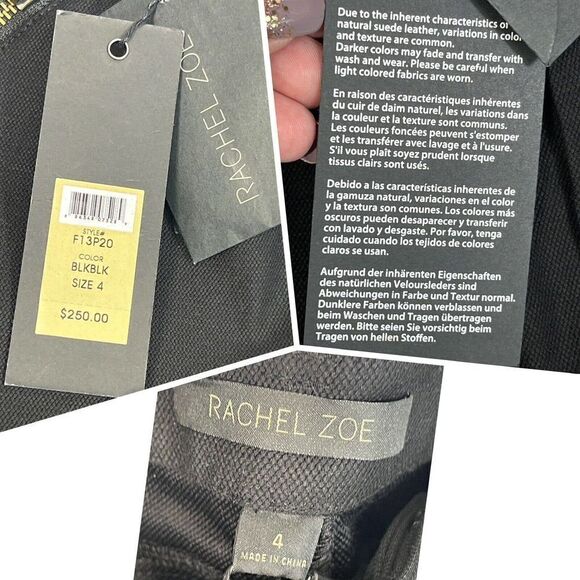 RACHEL ZOE
STYLE#
F13P20
COLOR
BLKBLK
SIZE 4
$250.00
Due to the inherent characteristics of
natural suede leather, variations in color
and texture are common.
Darker colors may fade and transfer with
wash and wear. Please be careful when
light colored fabrics are worn.
En raison des caractéristiques inhérentes
du cuir de daim naturel, les variations dans
la couleur et la texture sont communs.
Les couleurs foncées peuvent s'estomper
et les transférer avec lavage et à l'usure.
S'il vous plaît soyez prudent lorsque
tissus clairs sont usés.
Debido a las características inherentes de
la gamuza natural, variaciones en el color
y la texture so comunes. Los colores más
oscuros pueden desaparecer y transferir
con lavado y desgaste. Por favor, tenga
cuidado cuando los tejidos de colores
claros se usan.
Aufgrund der inhärenten Eigenschaften
des natürlichen Veloursleders sind
Abweichungen in Farbe und Textur normal.
Dunklere Farben können verblassen und
beim Waschen und Tragen übertragen
werden. Bitte seien Sie vorsichtig beim
Tragen von hellen Stoffen.
RACHEL ZOE
4
MADE IN CHINA